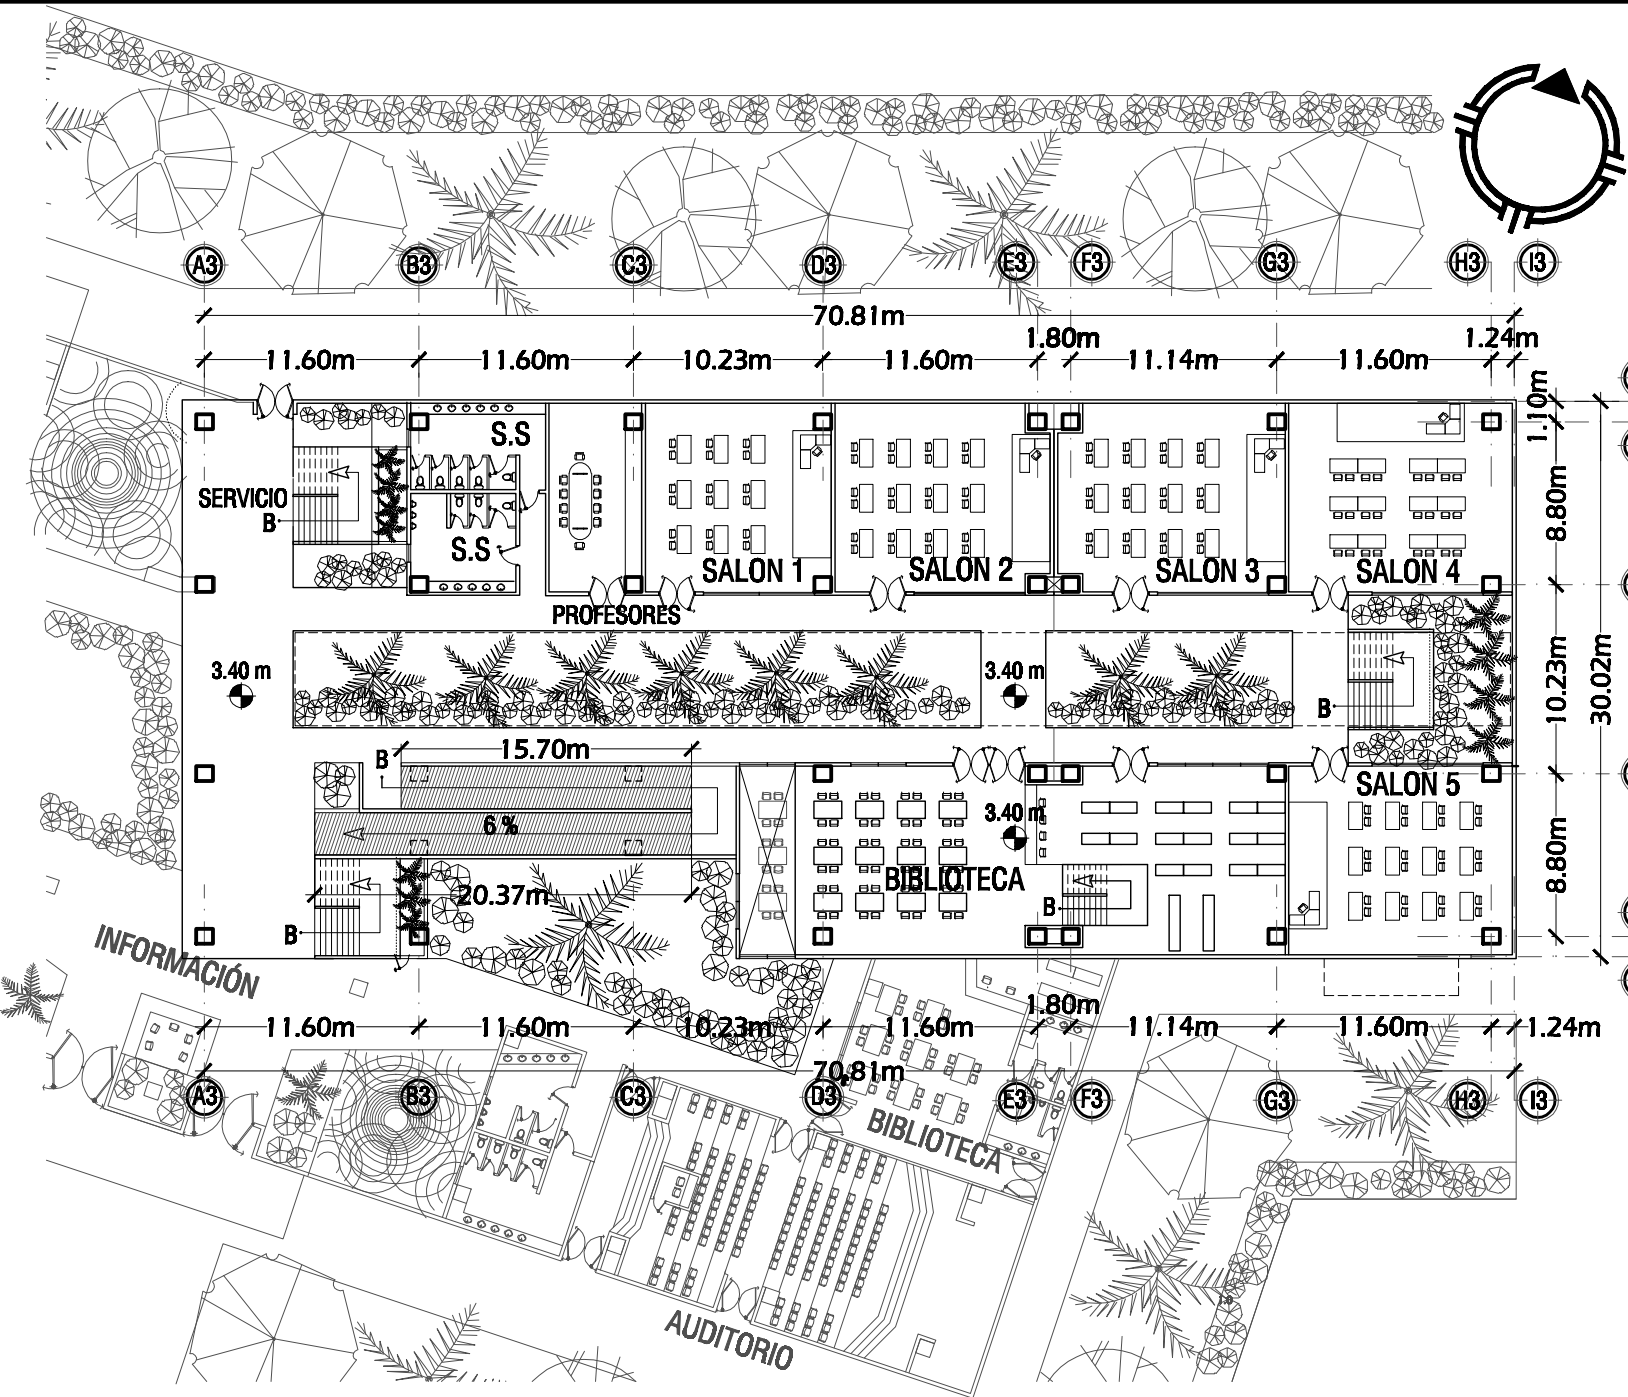 A3 B3 C3 D3 E3 F3 G3 H3 I3
70.81m
1.80m 1.24m
11.60m 11.60m 10.23m 11.60m 11.14m 11.60m
1.10m
S.S
SERVICIO
B
S.S
8.80m
SALON 1 SALON 2 SALON 3 SALON 4
PROFESORES
3.40 m 3.40 m
B
10.23m
30.02m
15.70m
B
SALON 5
3.40 m
6 %
BIBLIOTECA
20.37m
B
B
8.80m
INFORMACIÓN
1.80m
11.60m 11.60m 10.23m 11.60m 11.14m 11.60m 1.24m
70.81m
A3 B3 C3 D3 E3 F3 G3 H3 I3
BIBLIOTECA
AUDITORIO